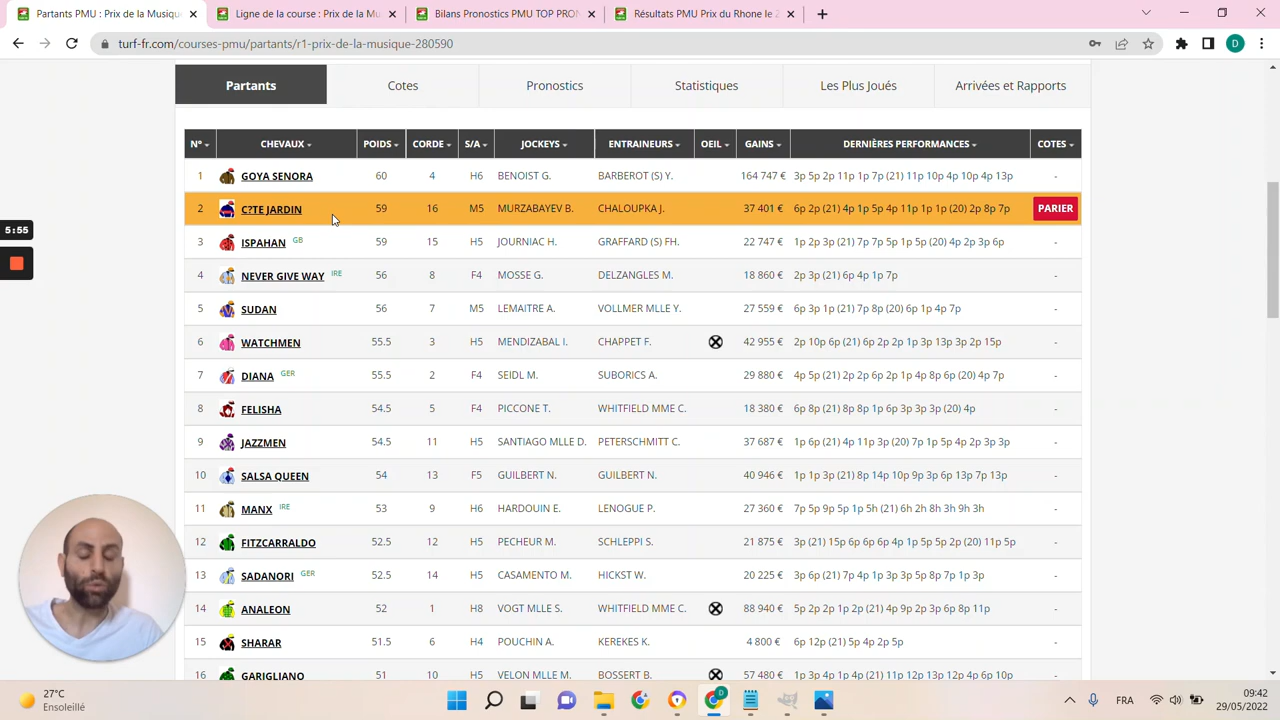 Partants PMU : Prix de la Musique
Ligne de la course : Prix de la Mu
Bilans Pronostics PMU TOP PRON
Résultats PMU Prix du Rhone le 2
turf-fr.com/courses-pmu/partants/r1-prix-de-la-musique-280590
D
Partants Cotes Pronostics Statistiques Les Plus Joués Arrivées et Rapports
N° CHEVAUX POIDS CORDE S/A JOCKEYS ENTRAINEURS OEIL GAINS DERNIÈRES PERFORMANCES COTES
1 GOYA SENORA 60 4 H6 BENOIST G. BARBEROT (S) Y. 164 747 € 3p 5p 2p 11p 1p 7p (21) 11p 10p 4p 10p 4p 13p -
2 C?TE JARDIN 59 16 M5 MURZABAYEV B. CHALOUPKA J. 37 401 € 6p 2p (21) 4p 1p 5p 4p 11p 1p 1p (20) 2p 8p 7p PARIER
5:55
3 ISPAHAN GB 59 15 H5 JOURNIAC H. GRAFFARD (S) FH. 22 747 € 1p 2p 3p (21) 7p 7p 5p 1p 5p (20) 4p 2p 3p 6p -
4 NEVER GIVE WAY IRE 56 8 F4 MOSSE G. DELZANGLES M. 18 860 € 2p 3p (21) 6p 4p 1p 7p -
5 SUDAN 56 7 M5 LEMAITRE A. VOLLMER MLLE Y. 27 559 € 6p 3p 1p (21) 7p 8p (20) 6p 1p 4p 7p -
6 WATCHMEN 55.5 3 H5 MENDIZABAL I. CHAPPET F. 42 955 € 2p 10p 6p (21) 6p 2p 2p 1p 3p 13p 3p 2p 15p -
7 DIANA GER 55.5 2 F4 SEIDL M. SUBORICS A. 29 880 € 4p 5p (21) 2p 2p 6p 2p 1p 4p 8p 6p (20) 4p 7p -
8 FELISHA 54.5 5 F4 PICCONE T. WHITFIELD MME C. 18 380 € 6p 8p (21) 8p 8p 1p 6p 3p 3p 3p (20) 4p -
9 JAZZMEN 54.5 11 H5 SANTIAGO MLLE D. PETERSCHMITT C. 37 687 € 1p 6p (21) 4p 11p 3p (20) 7p 1p 5p 4p 2p 3p 3p -
10 SALSA QUEEN 54 13 F5 GUILBERT N. GUILBERT N. 40 946 € 1p 1p 3p (21) 8p 14p 10p 9p 3p 6p 13p 7p 13p -
11 MANX IRE 53 9 H6 HARDOUIN E. LENOGUE P. 27 360 € 7p 5p 9p 5p 1p 5h (21) 6h 2h 8h 3h 9h 3h -
12 FITZCARRALDO 52.5 12 H5 PECHEUR M. SCHLEPPI S. 21 875 € 3p (21) 15p 6p 6p 6p 4p 1p 5p 5p 2p (20) 11p 5p -
13 SADANORI GER 52.5 14 H5 CASAMENTO M. HICKST W. 20 225 € 3p 6p (21) 7p 4p 1p 3p 3p 5p 8p 7p 1p 3p -
14 ANALEON 52 1 H8 VOGT MLLE S. WHITFIELD MME C. 88 940 € 5p 2p 2p 1p 2p (21) 4p 9p 2p 9p 6p 8p 11p -
15 SHARAR 51.5 6 H4 POUCHIN A. KEREKES K. 4 800 € 6p 12p (21) 5p 4p 2p 5p -
16 GARIGLIANO 51 10 H5 VELON MLLE M. BOSSERT B. 57 480 € 1p 3p 4p 1p 4p (21) 11p 12p 4p 6p 10p -
27°C
Ensoleillé
D
FRA
09:42
29/05/2022